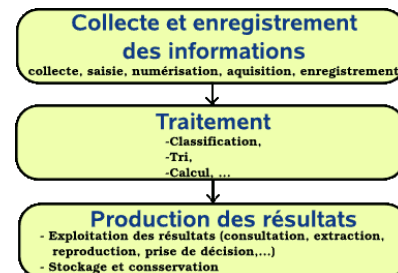 Collecte et enregistrement
des informations
collecte, saisie, numérisation, aquisition, enregistrement
Traitement
-Classification,
-Tri,
-Calcul, ...
Production des résultats
- Exploitation des résultats (consultation, extraction,
reproduction, prise de décision,...)
- Stockage et consservation